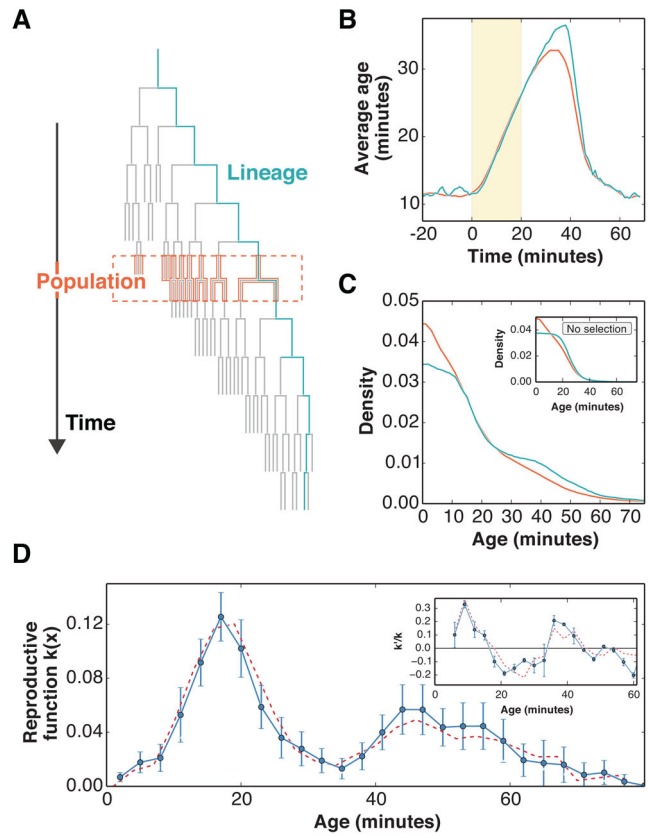 A
Lineage
Population
Time
B
Average age
(minutes)
30
20
10
-20
0
20
40
60
Time (minutes)
C
Density
0.05
0.04
0.03
0.02
0.01
0.00
0
10
20
30
40
50
60
70
Age (minutes)
No selection
Density
0.04
0.02
0.00
0
20
40
60
Age (minutes)
D
Reproductive
function k(x)
0.12
0.08
0.04
0.00
0
20
40
60
Age (minutes)
k'/k
0.3
0.2
0.1
0.0
−0.1
−0.2
0
20
40
60
Age (minutes)